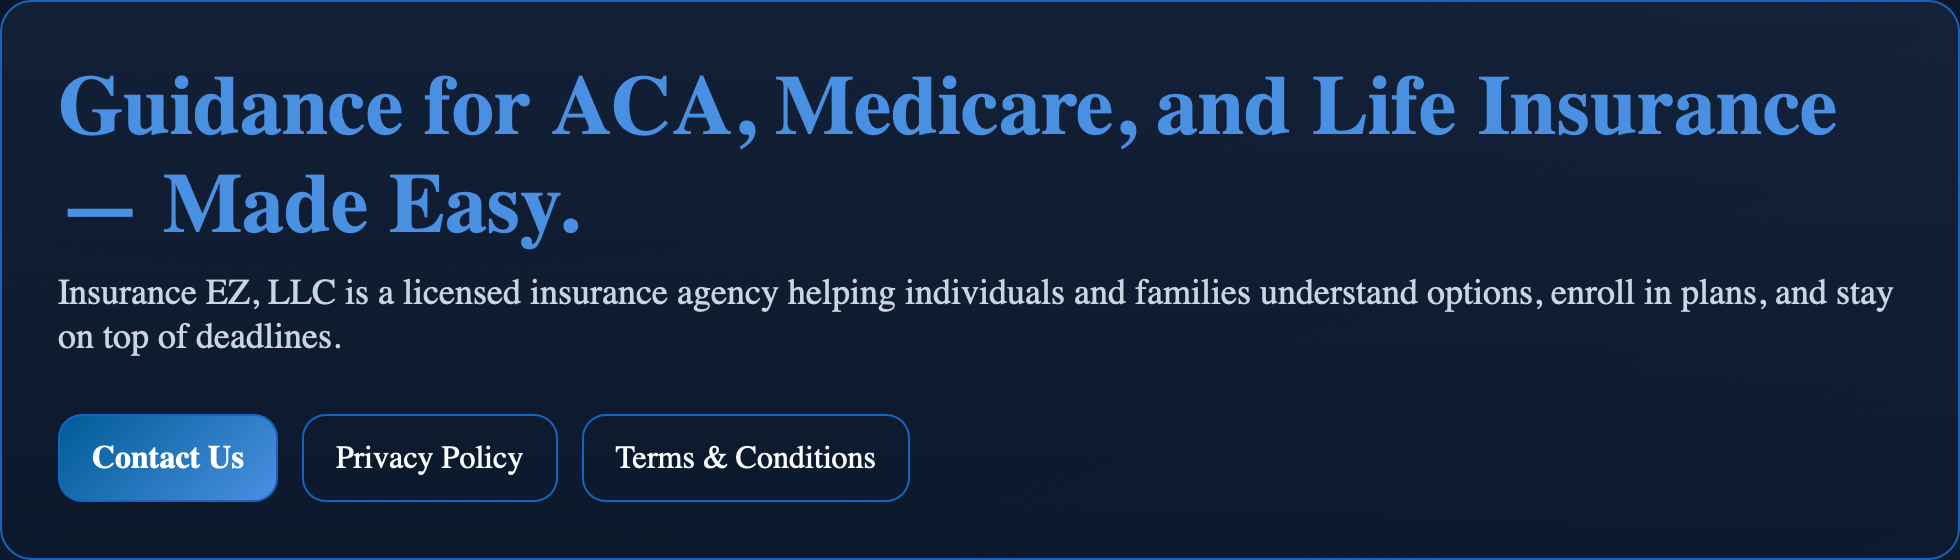 Guidance for ACA, Medicare, and Life Insurance
— Made Easy.
Insurance EZ, LLC is a licensed insurance agency helping individuals and families understand options, enroll in plans, and stay
on top of deadlines.
Contact Us
Privacy Policy
Terms & Conditions